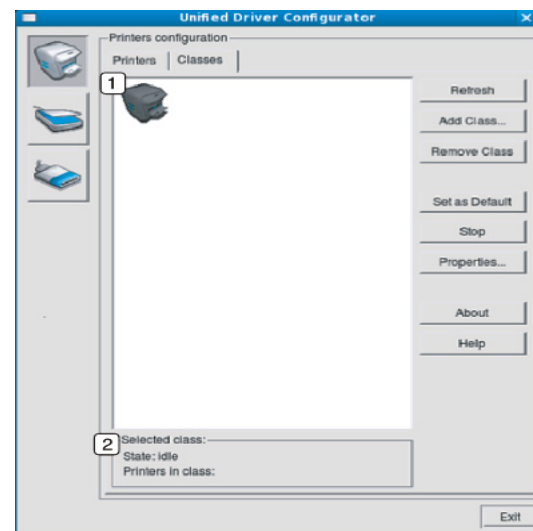 Unified Driver Configurator
Printers configuration
Printers
Classes
1
Refresh
Add Class...
Remove Class
Set as Default
Stop
Properties...
About
Help
2
Selected class:
State: idle
Printers in class:
Exit